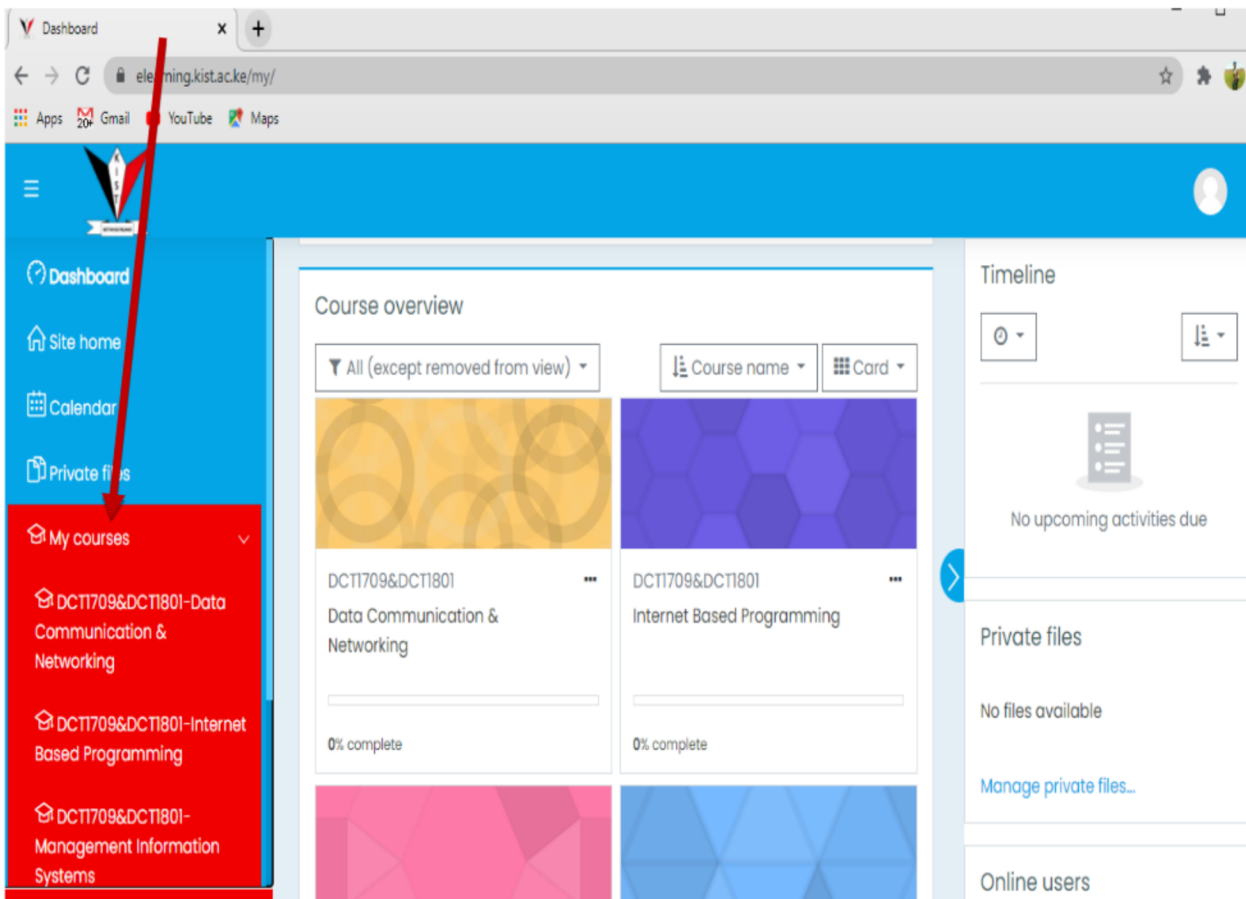 Dashboard
elearning.kist.ac.ke/my/
Apps
20+
Gmail
YouTube
Maps
K
I
S
T
Dashboard
Site home
Calendar
Private files
My courses
DCT1709&DCT1801-Data
Communication &
Networking
DCT1709&DCT1801-Internet
Based Programming
DCT1709&DCT1801-
Management Information
Systems
Course overview
All (except removed from view)
Course name
Card
DCT1709&DCT1801
Data Communication &
Networking
0% complete
DCT1709&DCT1801
Internet Based Programming
0% complete
Timeline
No upcoming activities due
Private files
No files available
Manage private files...
Online users